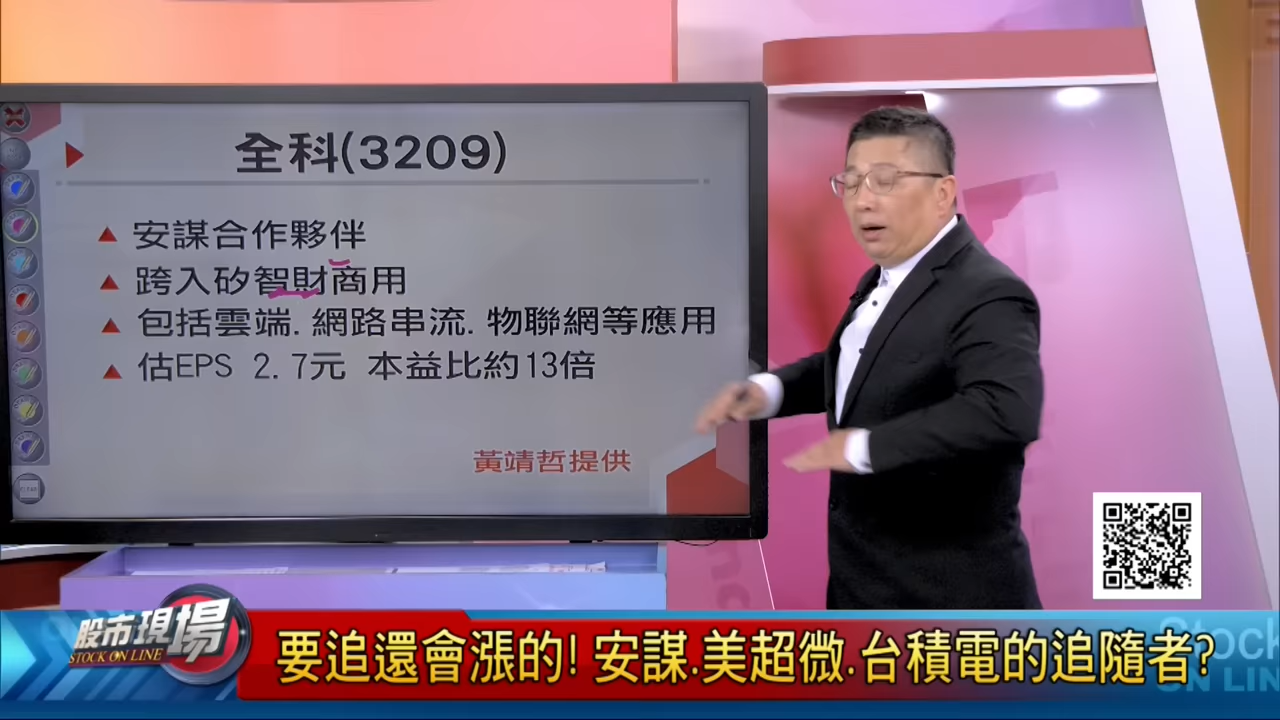 全科(3209)
安謀合作夥伴
跨入矽智財商用
包括雲端.網路串流.物聯網等應用
估EPS 2.7元 本益比約13倍
黃靖哲提供
股市現場
STOCK ON LINE
要追還會漲的! 安謀.美超微.台積電的追隨者?
Stock
ON LIN